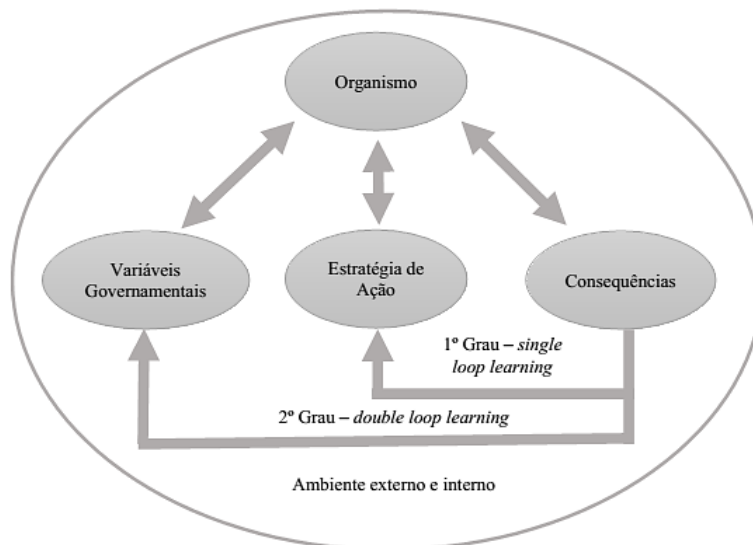 Organismo
Variáveis
Governamentais
Estratégia de
Ação
Consequências
1º Grau – single
loop learning
2º Grau – double loop learning
Ambiente externo e interno